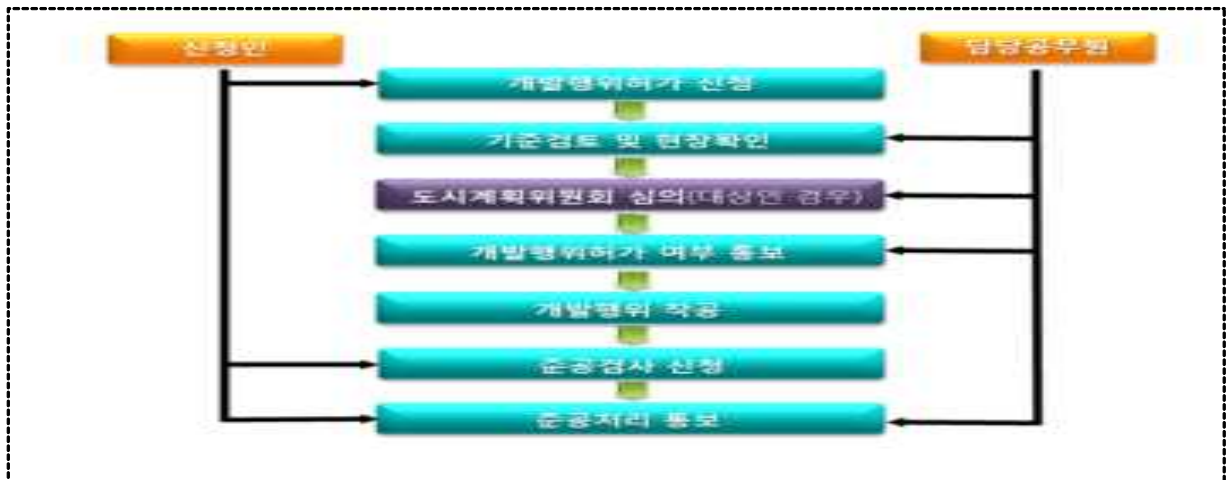 신청인
담당공무원
개발행위허가 신청
기준검토 및 현장확인
도시계획위원회 심의(대상인 경우)
개발행위허가 여부 통보
개발행위 착공
준공검사 신청
준공처리 통보